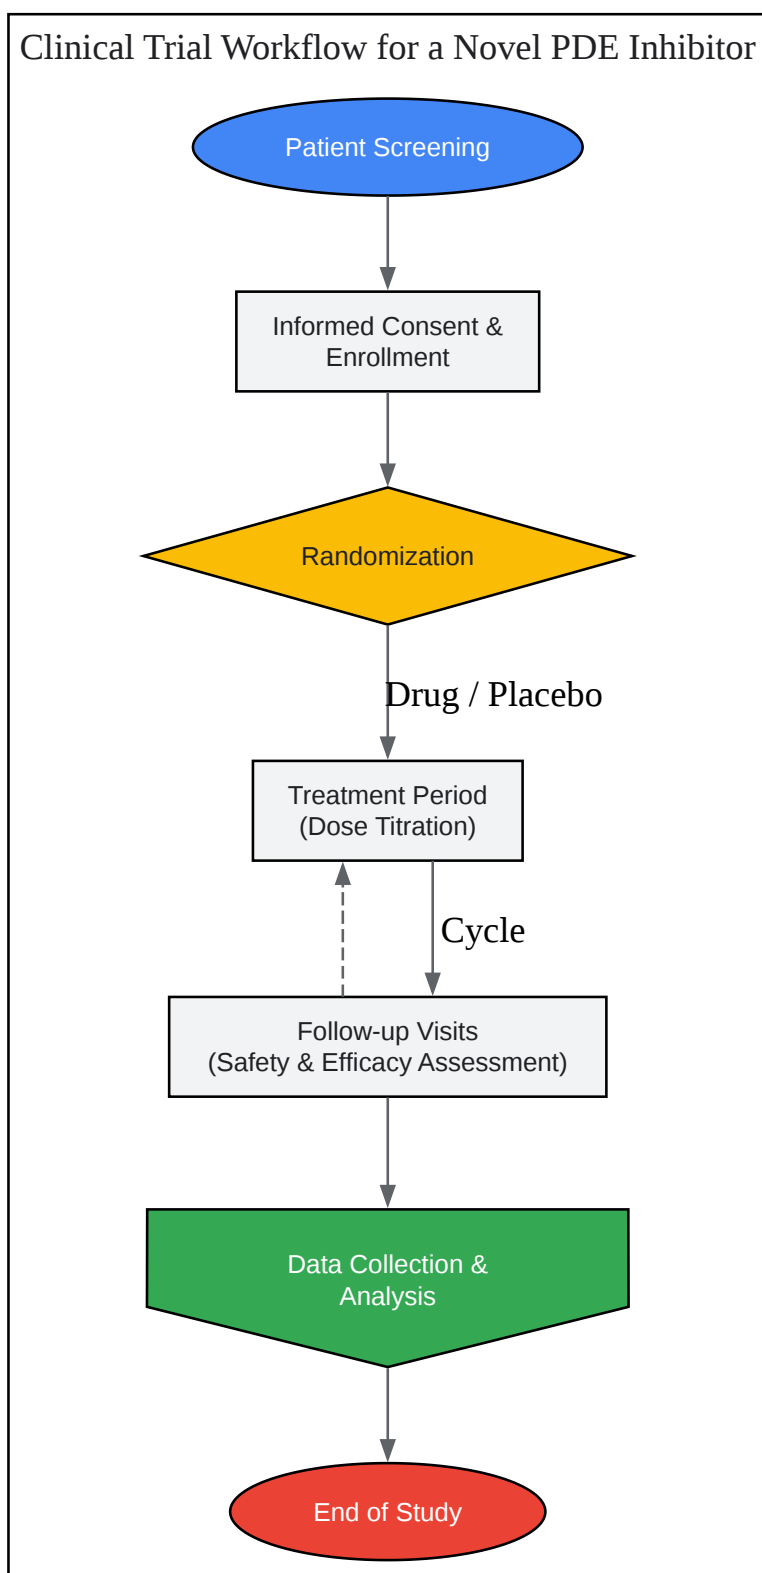 Clinical Trial Workflow for a Novel PDE Inhibitor
Patient Screening
Informed Consent &
Enrollment
Randomization
Drug / Placebo
Treatment Period
(Dose Titration)
Cycle
Follow-up Visits
(Safety & Efficacy Assessment)
Data Collection &
Analysis
End of Study